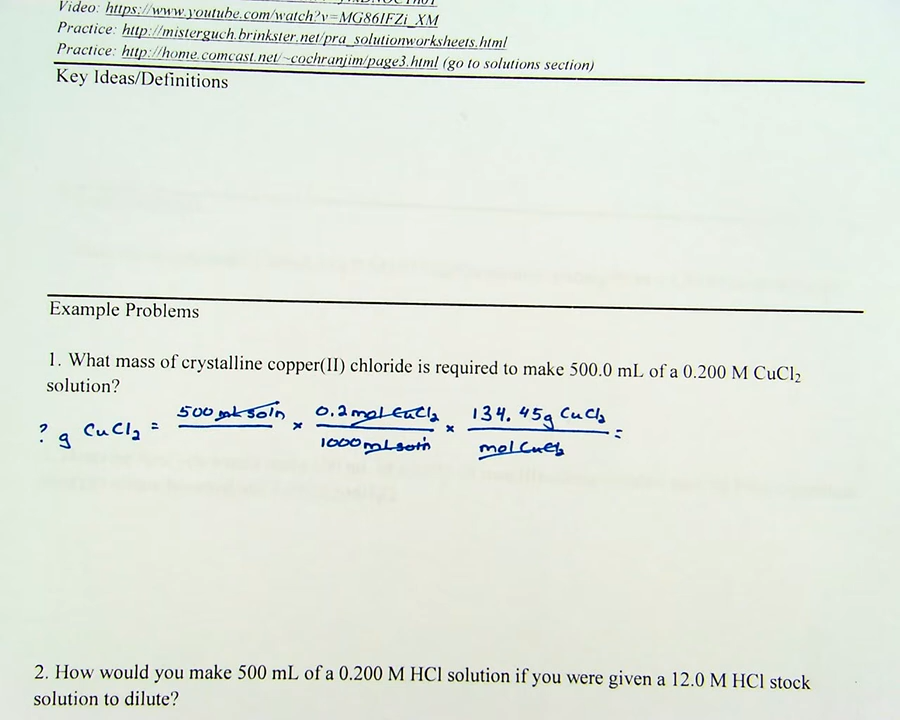 Video: https://www.youtube.com/watch?v=MG86IFZi_XM
Practice: http://misterguch.brinkster.net/pra_solutionworksheets.html
Practice: http://home.comcast.net/~cochranjim/page3.html (go to solutions section)
Key Ideas/Definitions
Example Problems
1. What mass of crystalline copper(II) chloride is required to make 500.0 mL of a 0.200 M CuCl₂
solution?
? g CuCl₂ = 500 mL soln × 0.2 mol CuCl₂ × 134.45g CuCl₂ =
1000 mL soln mol CuCl₂
2. How would you make 500 mL of a 0.200 M HCl solution if you were given a 12.0 M HCl stock
solution to dilute?